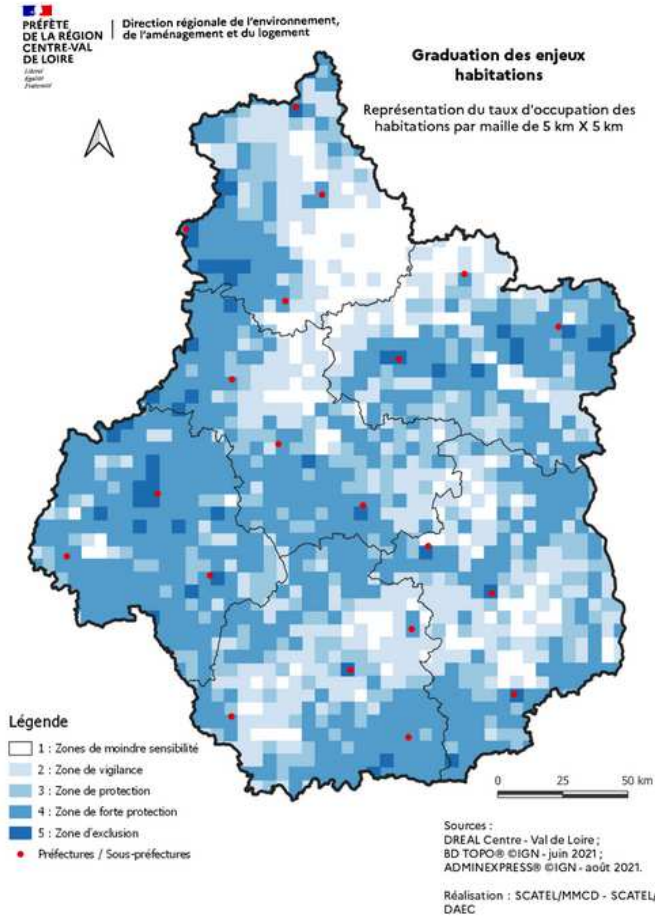 PRÉFÈTE
DE LA RÉGION
CENTRE-VAL
DE LOIRE
Liberté
Égalité
Fraternité
Direction régionale de l'environnement,
de l'aménagement et du logement
Graduation des enjeux
habitations
Représentation du taux d'occupation des
habitations par maille de 5 km X 5 km
Légende
1 : Zones de moindre sensibilité
2 : Zone de vigilance
3 : Zone de protection
4 : Zone de forte protection
5 : Zone d'exclusion
Préfectures / Sous-préfectures
0 25 50 km
Sources :
DREAL Centre - Val de Loire ;
BD TOPO® ©IGN - juin 2021 ;
ADMINEXPRESS® ©IGN - août 2021.
Réalisation : SCATEL/MMCD - SCATEL/
DAEC